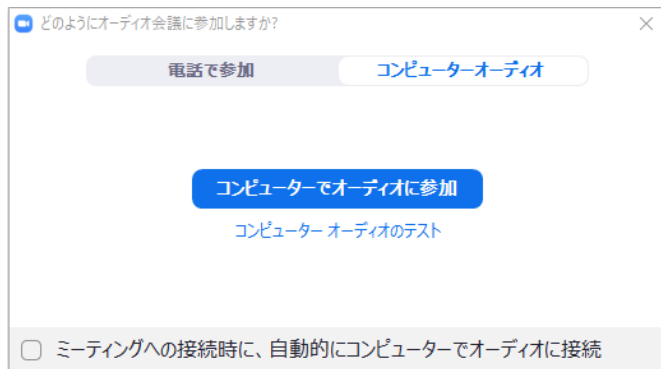 どのようにオーディオ会議に参加しますか?
電話で参加 コンピューターオーディオ
コンピューターでオーディオに参加
コンピューター オーディオのテスト
ミーティングへの接続時に、自動的にコンピューターでオーディオに接続